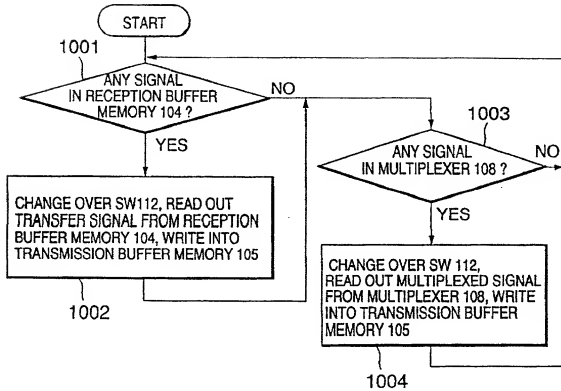 START
1001
ANY SIGNAL
IN RECEPTION BUFFER
MEMORY 104 ?
NO
YES
CHANGE OVER SW112, READ OUT
TRANSFER SIGNAL FROM RECEPTION
BUFFER MEMORY 104, WRITE INTO
TRANSMISSION BUFFER MEMORY 105
1002
1003
ANY SIGNAL
IN MULTIPLEXER 108 ?
NO
YES
CHANGE OVER SW 112,
READ OUT MULTIPLEXED SIGNAL
FROM MULTIPLEXER 108, WRITE
INTO TRANSMISSION BUFFER
MEMORY 105
1004